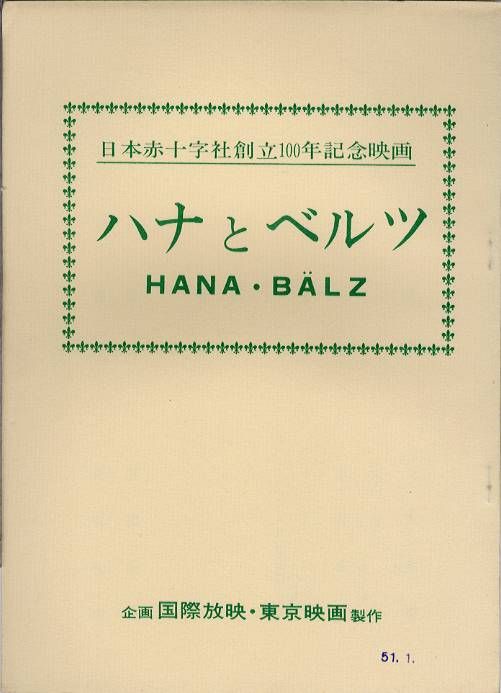 日本赤十字社創立100年記念映画
ハナとベルツ
HANA・BÄLZ
企画 国際放映・東京映画 製作
51. 1.